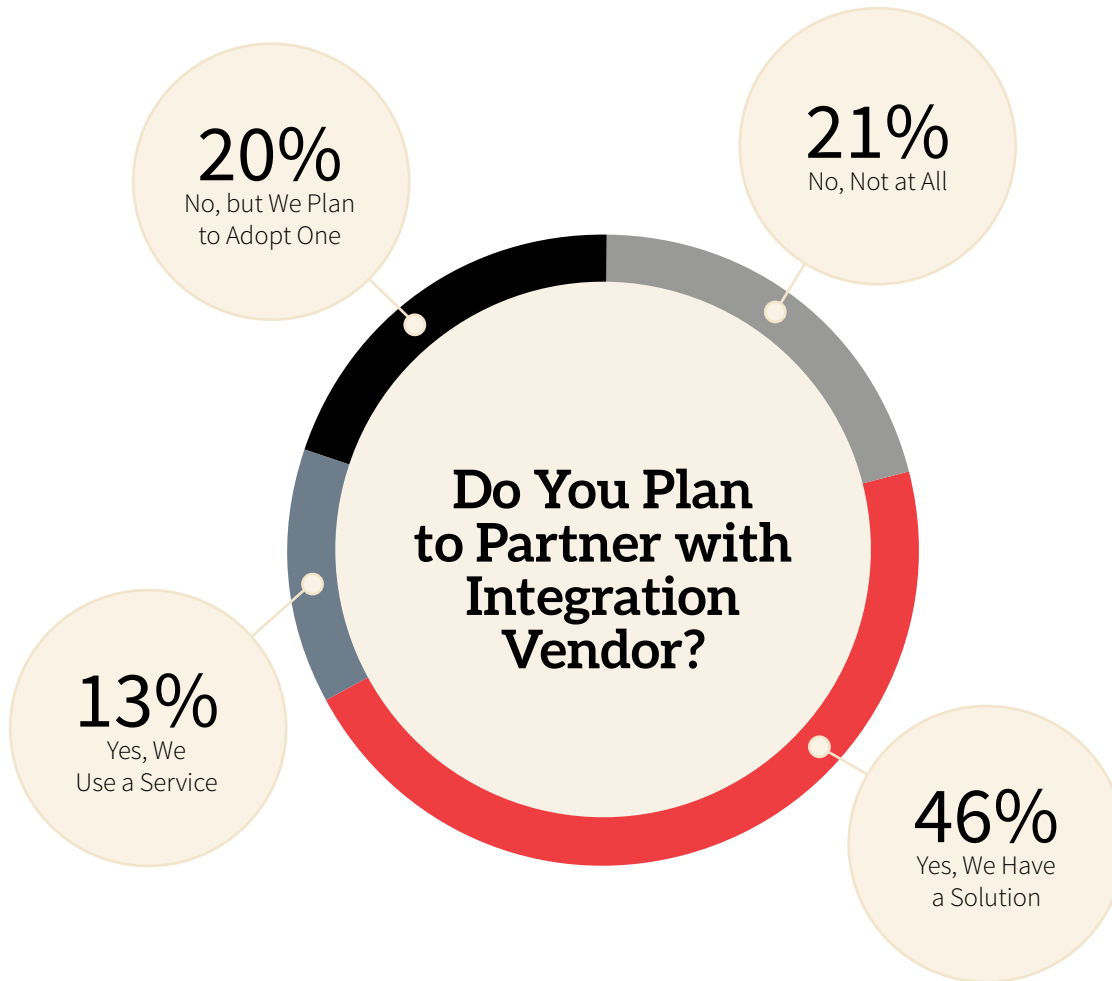 20%
No, but We Plan
to Adopt One
21%
No, Not at All
Do You Plan
to Partner with
Integration
Vendor?
13%
Yes, We
Use a Service
46%
Yes, We Have
a Solution